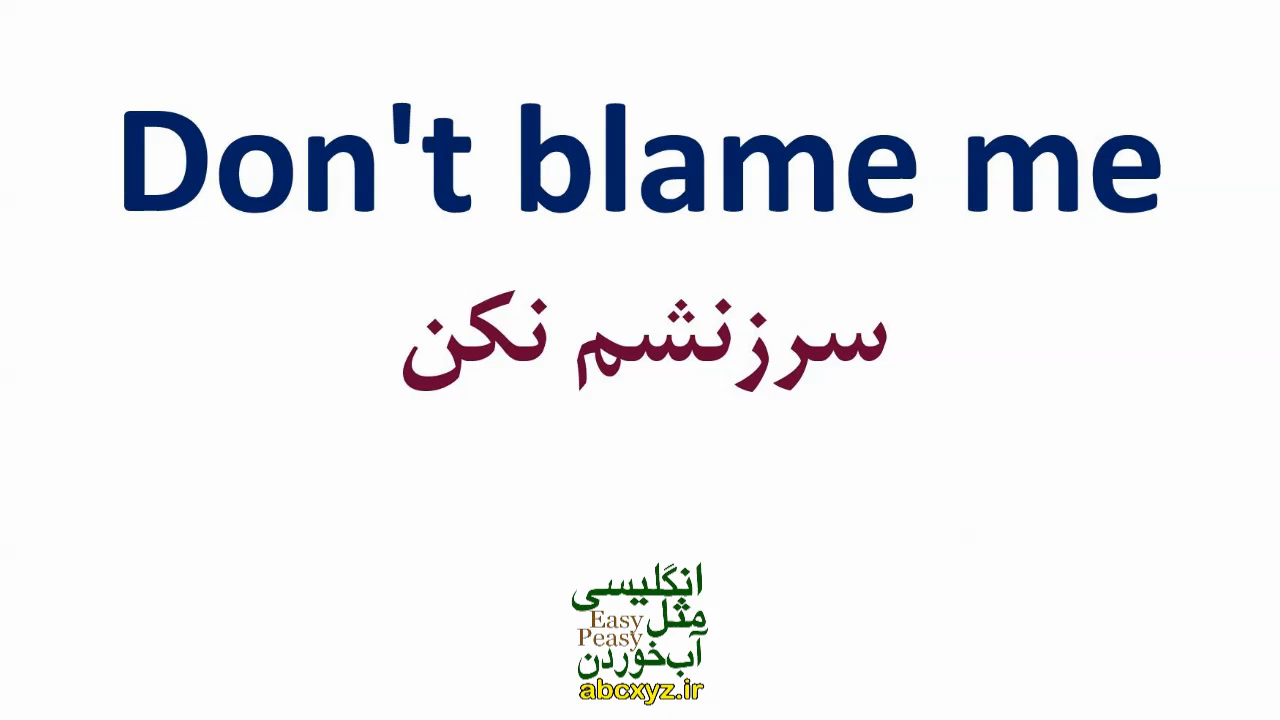 Don't blame me
سرزنشم نکن
انگلیسی
مثل
Easy
Peasy
آب‌خوردن
abcxyz.ir